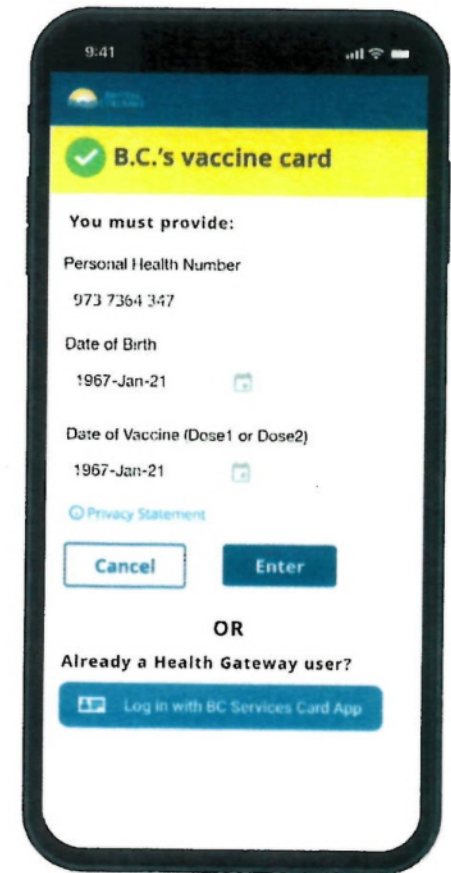 9:41
B.C.'s vaccine card
You must provide:
Personal Health Number
973 7364 347
Date of Birth
1967-Jan-21
Date of Vaccine (Dose1 or Dose2)
1967-Jan-21
Privacy Statement
Cancel
Enter
OR
Already a Health Gateway user?
Log in with BC Services Card App